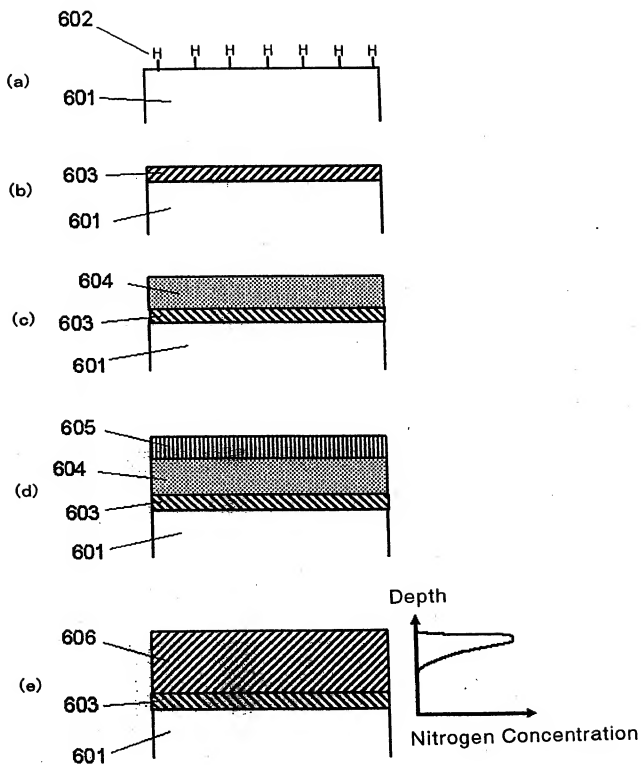 602
H H H H H H H
(a)
601
603
(b)
601
604
(c)
603
601
605
604
(d)
603
601
Depth
606
(e)
603
601
Nitrogen Concentration